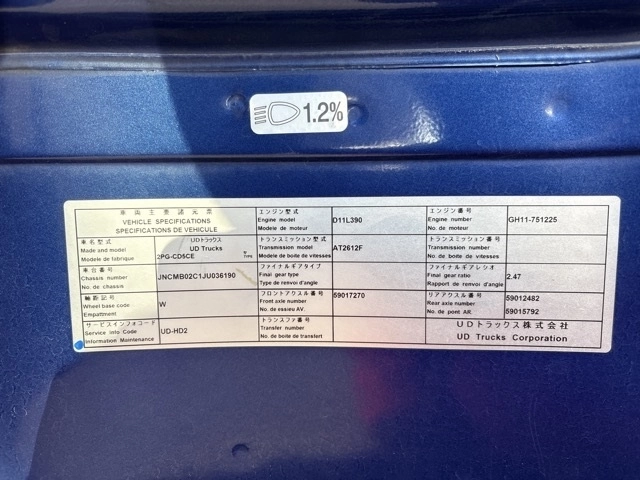 1.2%
車両主要諸元票
VEHICLE SPECIFICATIONS
SPECIFICATIONS DE VEHICULE
車名型式
Made and model
Modele de fabrique
UDトラックス
UD Trucks
2PG-CD5CE
車台番号
Chassis number
No. de chassis
JNCMB02C1JU036190
軸距記号
Wheel base code
Empattement
W
サービスインフォコード
Service info Code
Information Maintenance
UD-HD2
エンジン型式
Engine model
Modele de moteur
D11L390
トランスミッション型式
Transmission model
Modele de boite de vitesses
AT2612F
ファイナルギアタイプ
Final gear type
Type de renvoi d'angle
フロントアクスル番号
Front axle number
No. de essieu AV.
59017270
トランスファ番号
Transfer number
No. de boite de transfert
エンジン番号
Engine number
No. de moteur
GH11-751225
トランスミッション番号
Transmission number
No. de boite de vitesses
ファイナルギアレシオ
Final gear ratio
Rapport de renvoi d'angle
2.47
リアアクスル番号
Rear axle number
No. de pont AR.
59012482
59015792
UDトラックス株式会社
UD Trucks Corporation